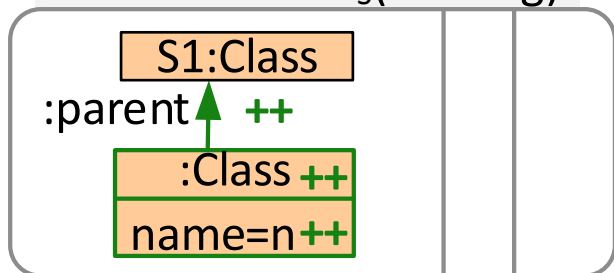 S1:Class
:parent ++
:Class ++
name=n++